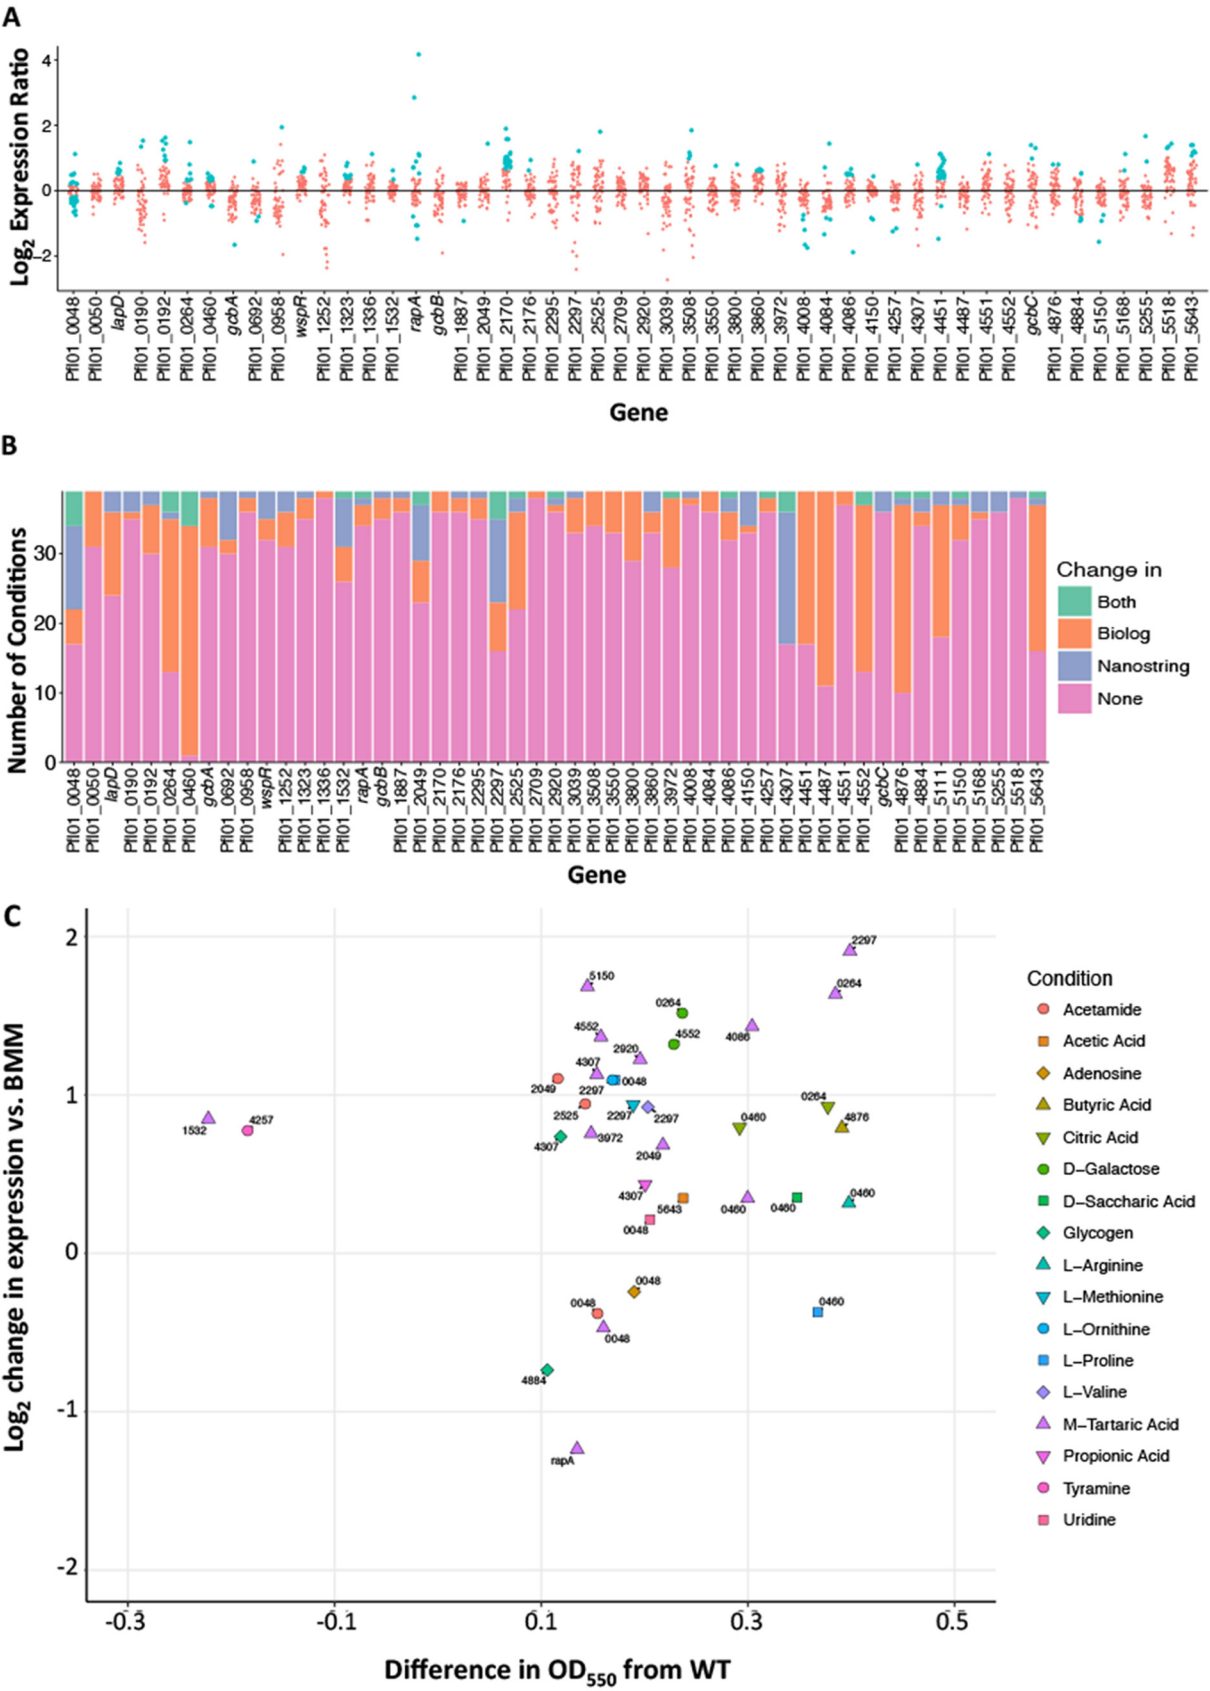 A
Log2 Expression Ratio
4
2
0
−2
Pfl01_0048
Pfl01_0050
lapD
Pfl01_0190
Pfl01_0192
Pfl01_0264
Pfl01_0460
gcbA
Pfl01_0692
Pfl01_0958
wspR
Pfl01_1252
Pfl01_1323
Pfl01_1336
Pfl01_1532
rapA
gcbB
Pfl01_1887
Pfl01_2049
Pfl01_2170
Pfl01_2176
Pfl01_2295
Pfl01_2297
Pfl01_2525
Pfl01_2709
Pfl01_2920
Pfl01_3039
Pfl01_3508
Pfl01_3550
Pfl01_3800
Pfl01_3860
Pfl01_3972
Pfl01_4008
Pfl01_4084
Pfl01_4086
Pfl01_4150
Pfl01_4257
Pfl01_4307
Pfl01_4451
Pfl01_4487
Pfl01_4551
Pfl01_4552
gcbC
Pfl01_4876
Pfl01_4884
Pfl01_5150
Pfl01_5168
Pfl01_5255
Pfl01_5518
Pfl01_5643
Gene
B
Number of Conditions
30
20
10
0
Pfl01_0048
Pfl01_0050
lapD
Pfl01_0190
Pfl01_0192
Pfl01_0264
Pfl01_0460
gcbA
Pfl01_0692
Pfl01_0958
wspR
Pfl01_1252
Pfl01_1323
Pfl01_1336
Pfl01_1532
rapA
gcbB
Pfl01_1887
Pfl01_2049
Pfl01_2170
Pfl01_2176
Pfl01_2295
Pfl01_2297
Pfl01_2525
Pfl01_2709
Pfl01_2920
Pfl01_3039
Pfl01_3508
Pfl01_3550
Pfl01_3800
Pfl01_3860
Pfl01_3972
Pfl01_4008
Pfl01_4084
Pfl01_4086
Pfl01_4150
Pfl01_4257
Pfl01_4307
Pfl01_4451
Pfl01_4487
Pfl01_4551
Pfl01_4552
gcbC
Pfl01_4876
Pfl01_4884
Pfl01_5111
Pfl01_5150
Pfl01_5168
Pfl01_5255
Pfl01_5518
Pfl01_5643
Gene
Change in
Both
Biolog
Nanostring
None
C
Log2 change in expression vs. BMM
2
1
0
-1
-2
2297
5150
0264
0264
4552
4552
4086
2920
4307
2049
2297
0048
2525
2297
2297
0264
0460
4876
1532
4257
4307
3972
2049
4307
5643
0460
0460
0460
0048
0048
0048
0048
0460
4884
rapA
-0.3
-0.1
0.1
0.3
0.5
Difference in OD550 from WT
Condition
Acetamide
Acetic Acid
Adenosine
Butyric Acid
Citric Acid
D−Galactose
D−Saccharic Acid
Glycogen
L−Arginine
L−Methionine
L−Ornithine
L−Proline
L−Valine
M−Tartaric Acid
Propionic Acid
Tyramine
Uridine